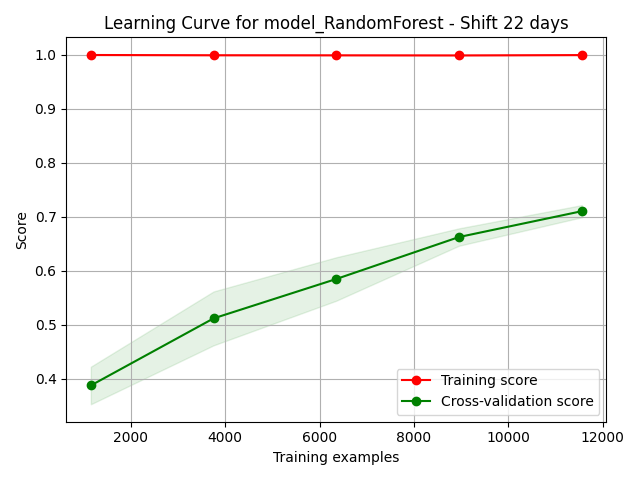 Learning Curve for model_RandomForest - Shift 22 days
1.0
0.9
0.8
0.7
0.6
0.5
0.4
Score
Training score
Cross-validation score
2000 4000 6000 8000 10000 12000
Training examples